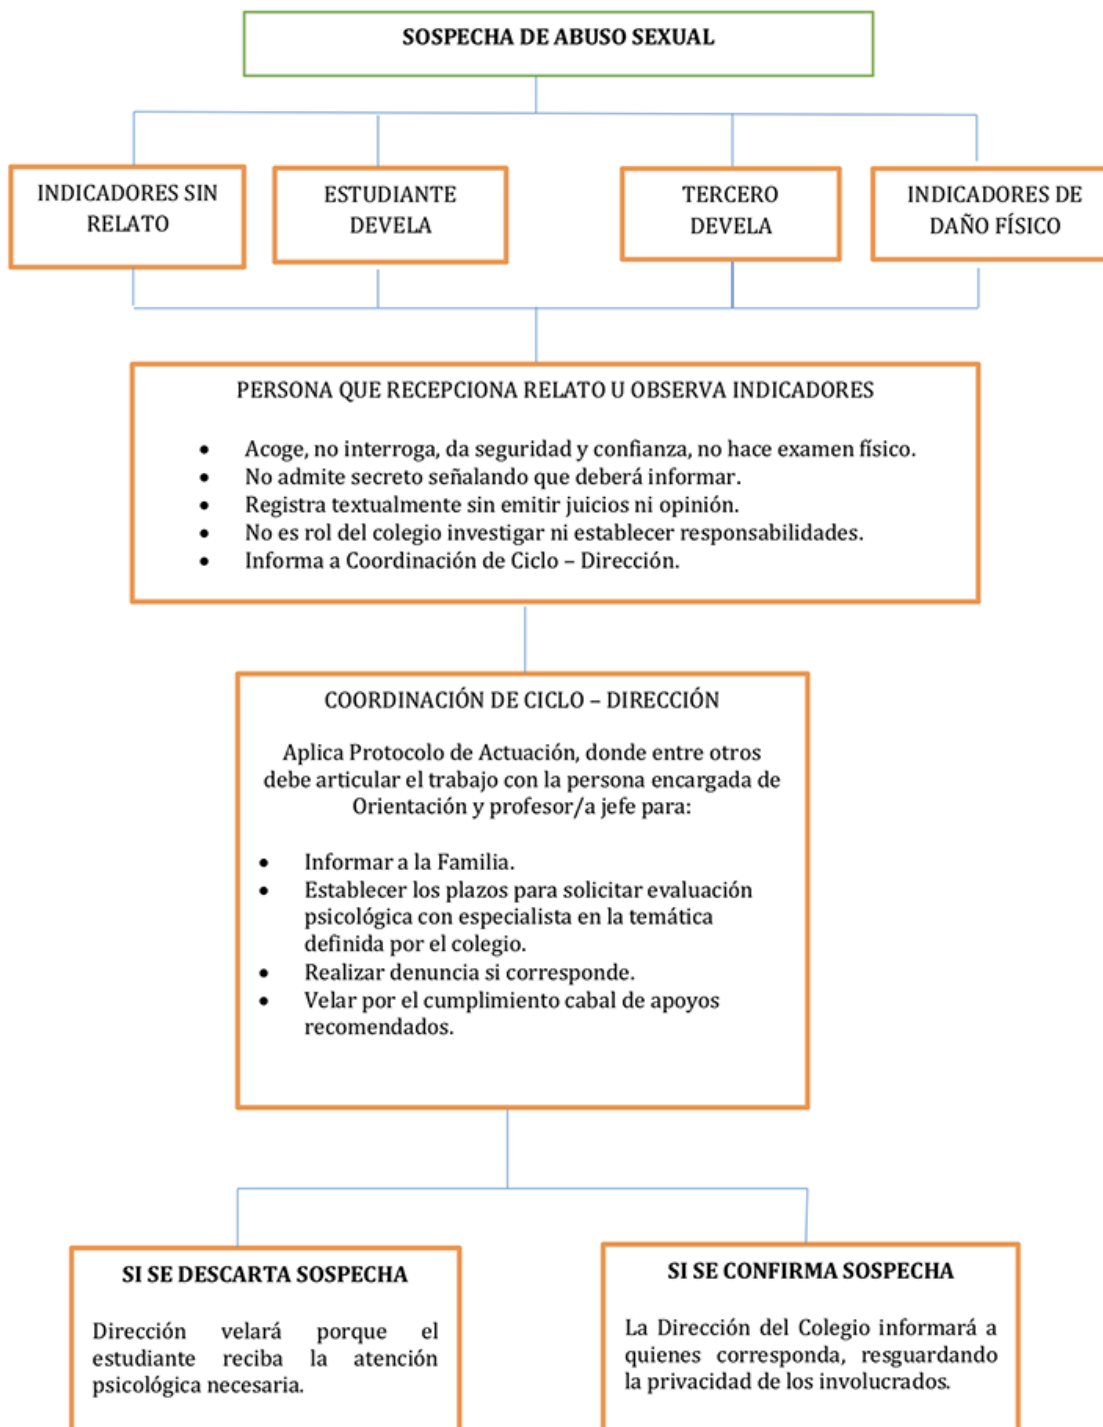 SOSPECHA DE ABUSO SEXUAL
INDICADORES SIN
RELATO
ESTUDIANTE
DEVELA
TERCERO
DEVELA
INDICADORES DE
DAÑO FÍSICO
PERSONA QUE RECEPCIONA RELATO U OBSERVA INDICADORES
• Acoge, no interroga, da seguridad y confianza, no hace examen físico.
• No admite secreto señalando que deberá informar.
• Registra textualmente sin emitir juicios ni opinión.
• No es rol del colegio investigar ni establecer responsabilidades.
• Informa a Coordinación de Ciclo – Dirección.
COORDINACIÓN DE CICLO – DIRECCIÓN
Aplica Protocolo de Actuación, donde entre otros
debe articular el trabajo con la persona encargada de
Orientación y profesor/a jefe para:
• Informar a la Familia.
• Establecer los plazos para solicitar evaluación
psicológica con especialista en la temática
definida por el colegio.
• Realizar denuncia si corresponde.
• Velar por el cumplimiento cabal de apoyos
recomendados.
SI SE DESCARTA SOSPECHA
Dirección velará porque el
estudiante reciba la atención
psicológica necesaria.
SI SE CONFIRMA SOSPECHA
La Dirección del Colegio informará a
quienes corresponda, resguardando
la privacidad de los involucrados.